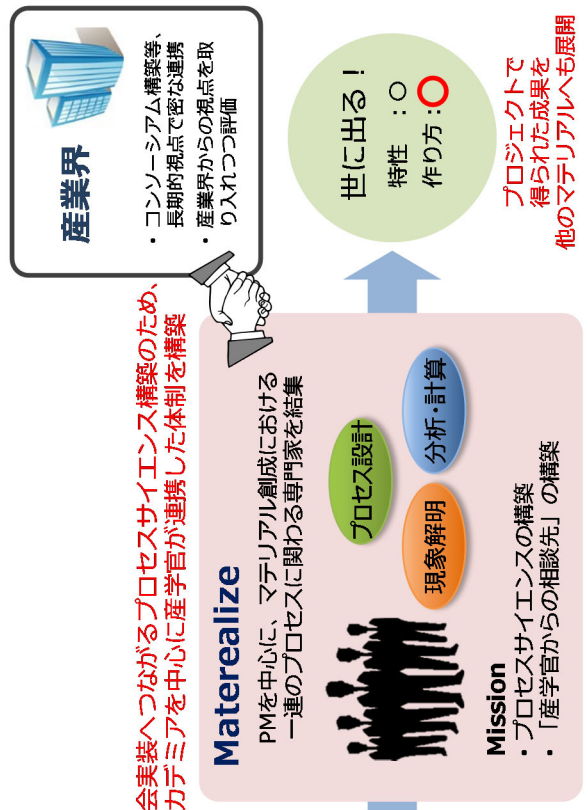 会実装へつながるプロセスサイエンス構築のため、
カデミアを中心に産学官が連携した体制を構築
産業界
・コンソーシアム構築等、
長期的視点で密な連携
・産業界からの視点を取
り入れつつ評価
Materealize
PMを中心に、マテリアル創成における
一連のプロセスに関わる専門家を結集
プロセス設計
現象解明
分析・計算
Mission
・プロセスサイエンスの構築
・「産学官からの相談先」の構築
世に出る！
特性 ：○
作り方：○
プロジェクトで
得られた成果を
他のマテリアルへも展開